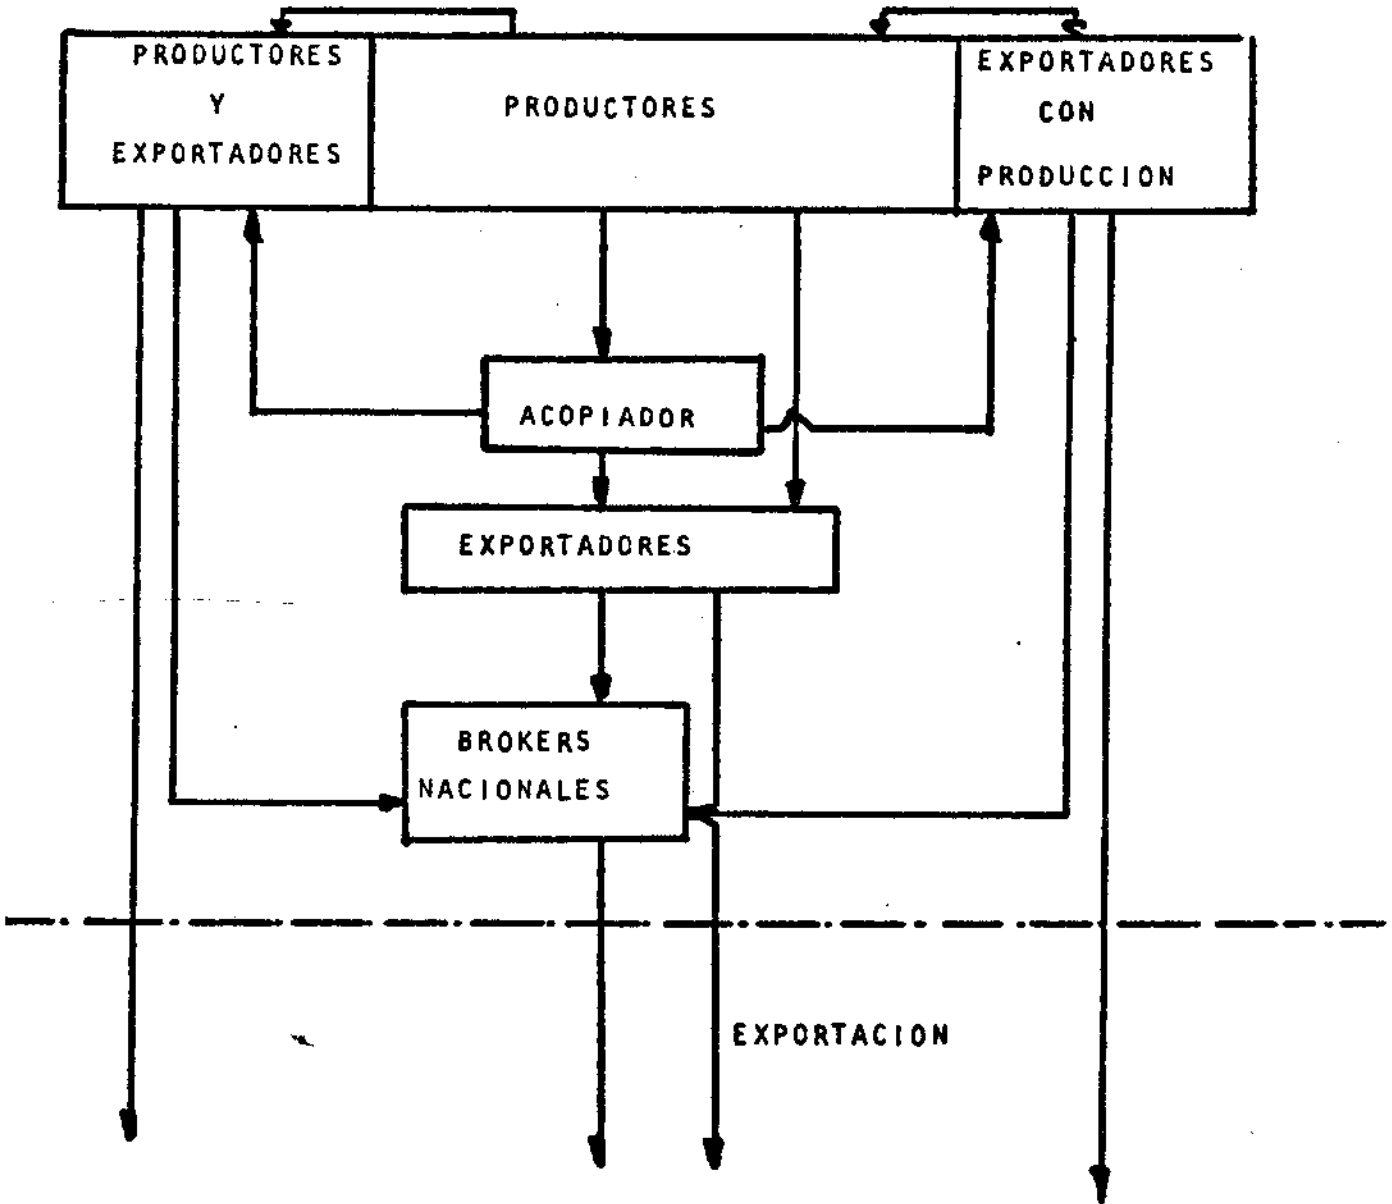 PRODUCTORES
Y
EXPORTADORES
PRODUCTORES
EXPORTADORES
CON
PRODUCCION
ACOPIADOR
EXPORTADORES
BROKERS
NACIONALES
EXPORTACION